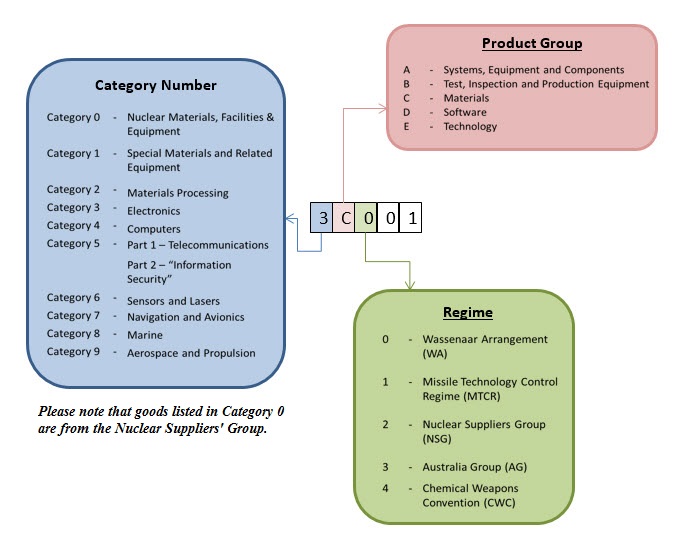 Product Group
A - Systems, Equipment and Components
B - Test, Inspection and Production Equipment
C - Materials
D - Software
E - Technology
Category Number
Category 0 - Nuclear Materials, Facilities &
Equipment
Category 1 - Special Materials and Related
Equipment
Category 2 - Materials Processing
Category 3 - Electronics
Category 4 - Computers
Category 5 - Part 1 – Telecommunications
Part 2 – “Information
Security”
Category 6 - Sensors and Lasers
Category 7 - Navigation and Avionics
Category 8 - Marine
Category 9 - Aerospace and Propulsion
3 C 0 0 1
Regime
0 - Wassenaar Arrangement
(WA)
1 - Missile Technology Control
Regime (MTCR)
2 - Nuclear Suppliers Group
(NSG)
3 - Australia Group (AG)
4 - Chemical Weapons
Convention (CWC)
Please note that goods listed in Category 0
are from the Nuclear Suppliers' Group.